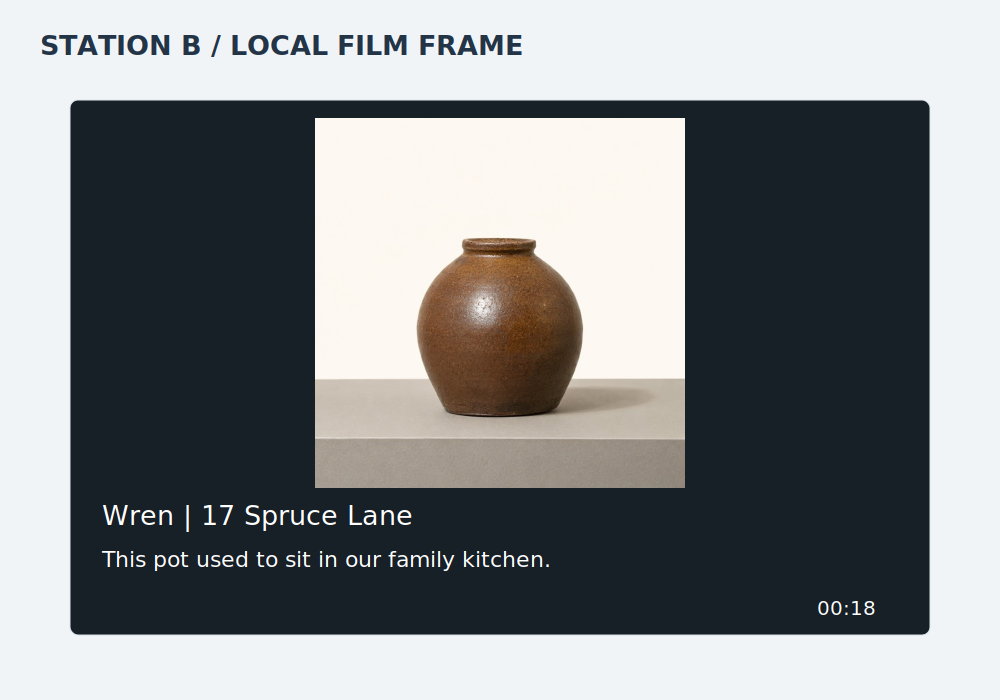 STATION B / LOCAL FILM FRAME
Wren | 17 Spruce Lane
This pot used to sit in our family kitchen.
00:18